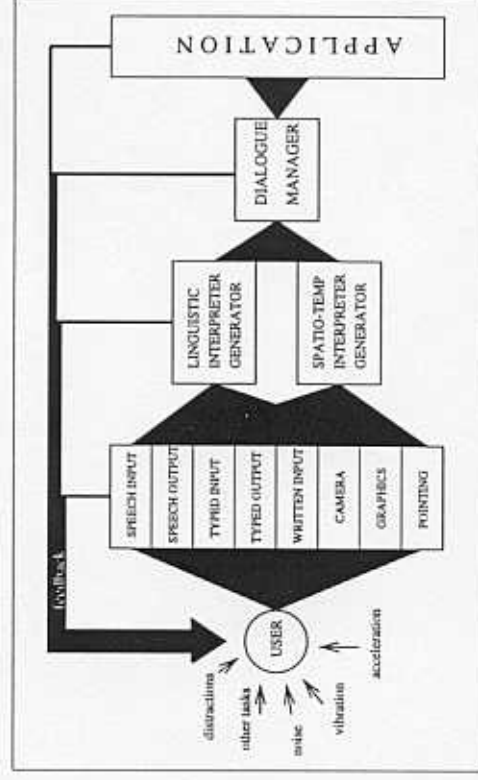 APPLICATION
DIALOGUE
MANAGER
LINGUISTIC
INTERPRETER
GENERATOR
SPATIO-TEMP
INTERPRETER
GENERATOR
SPEECH INPUT
SPEECH OUTPUT
TYPED INPUT
TYPED OUTPUT
WRITTEN INPUT
CAMERA
GRAPHICS
POINTING
feedback
USER
distractions
other tasks
noise
vibration
acceleration